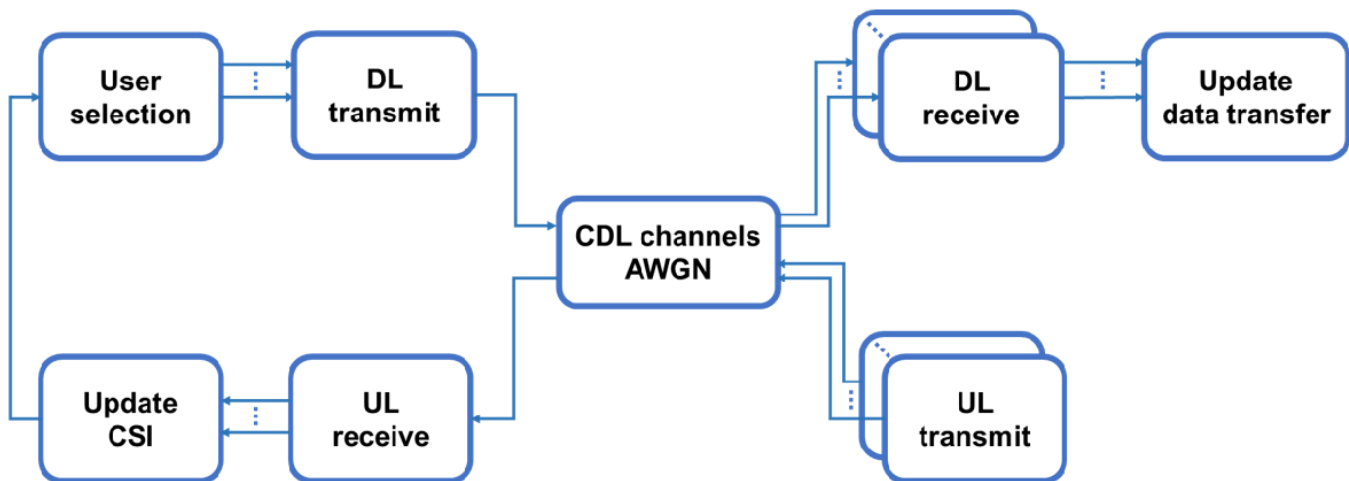 User
selection
DL
transmit
DL
receive
Update
data transfer
CDL channels
AWGN
Update
CSI
UL
receive
UL
transmit